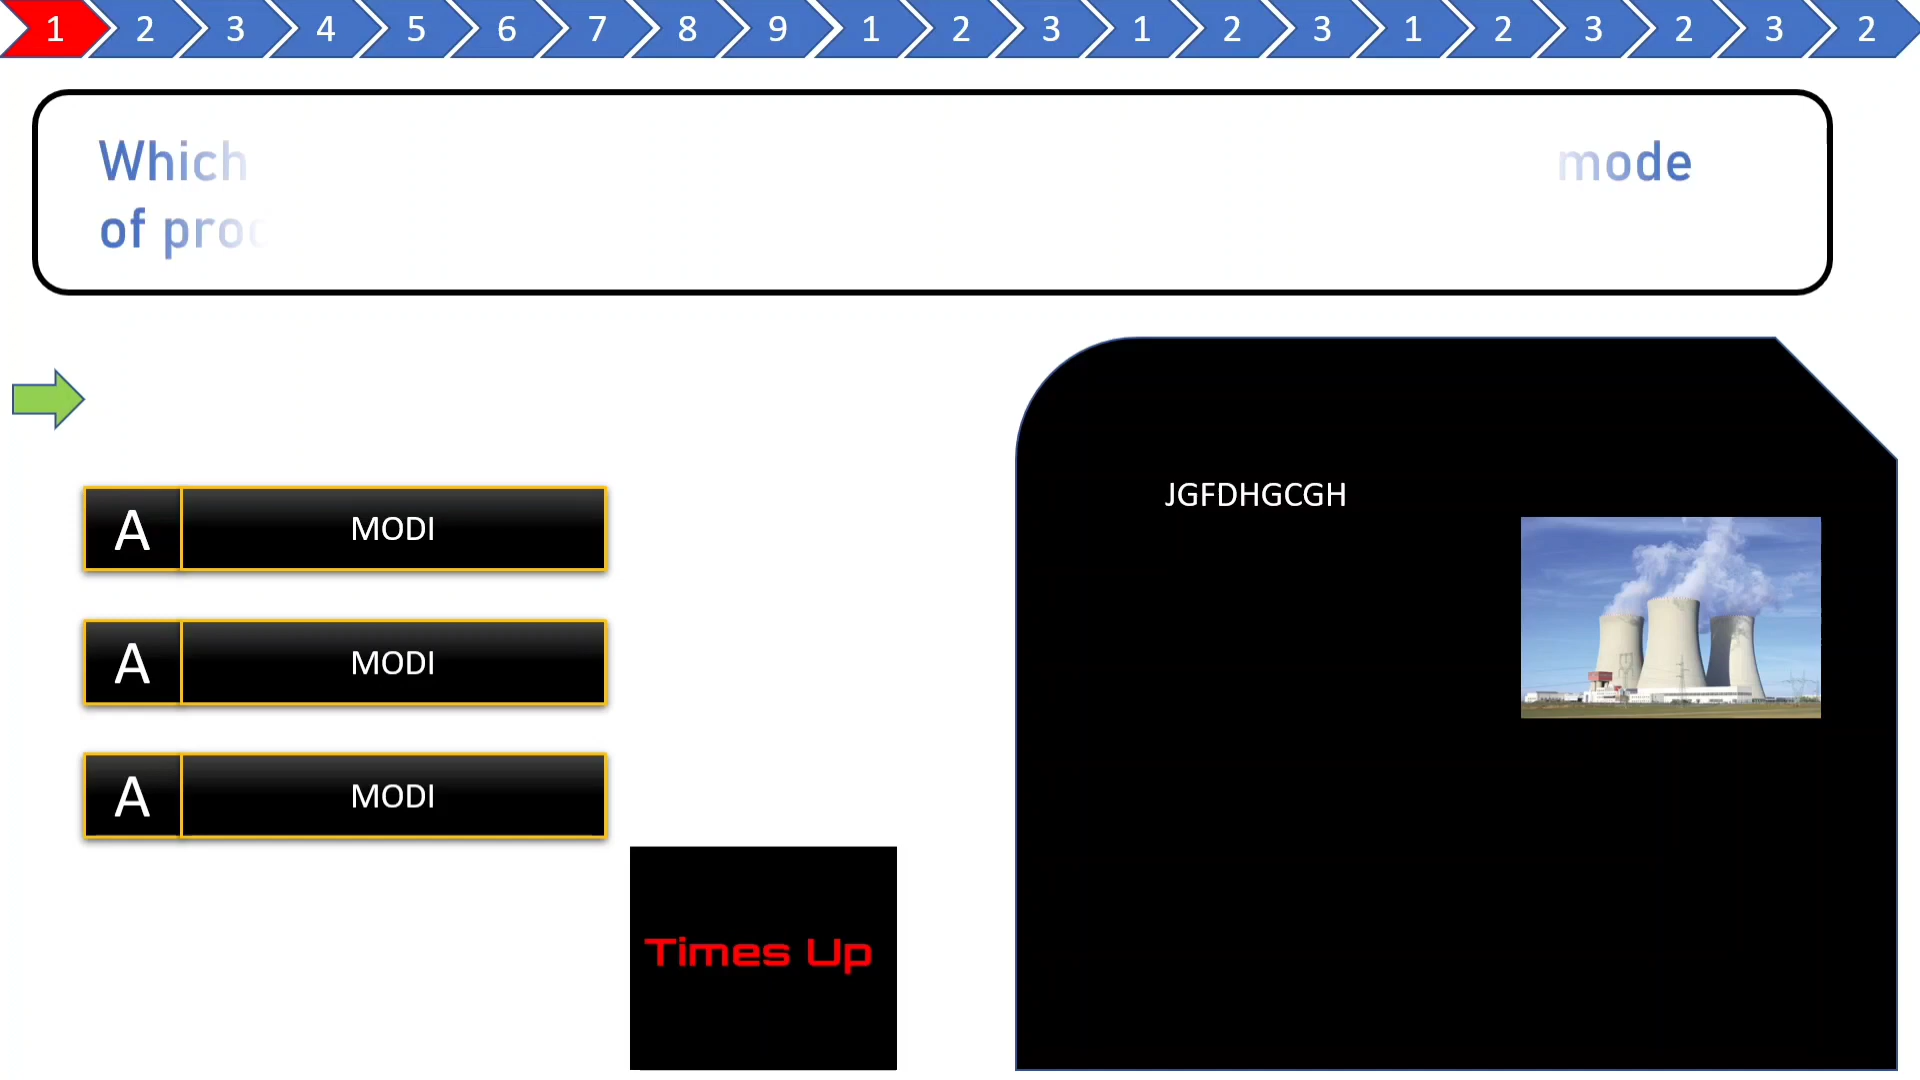 1 2 3 4 5 6 7 8 9 1 2 3 1 2 3 1 2 3 2 3 2
Which mode
of
JGFDHGCGH
A MODI
A MODI
A MODI
Times Up